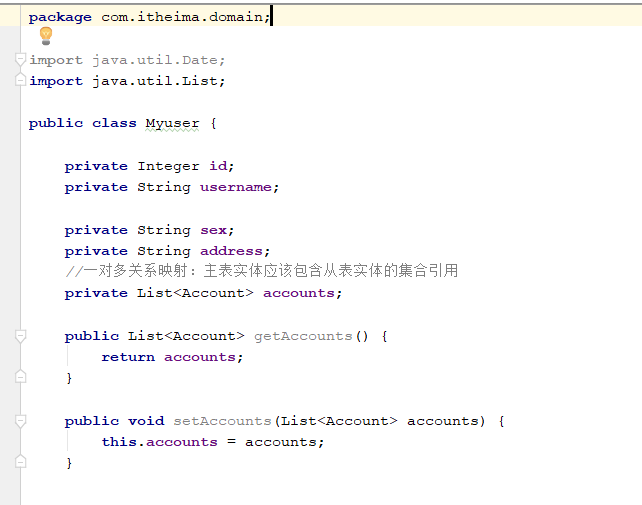 package com.itheima.domain;
import java.util.Date;
import java.util.List;
public class Myuser {
private Integer id;
private String username;
private String sex;
private String address;
//一对多关系映射：主表实体应该包含从表实体的集合引用
private List<Account> accounts;
public List<Account> getAccounts() {
return accounts;
}
public void setAccounts(List<Account> accounts) {
this.accounts = accounts;
}